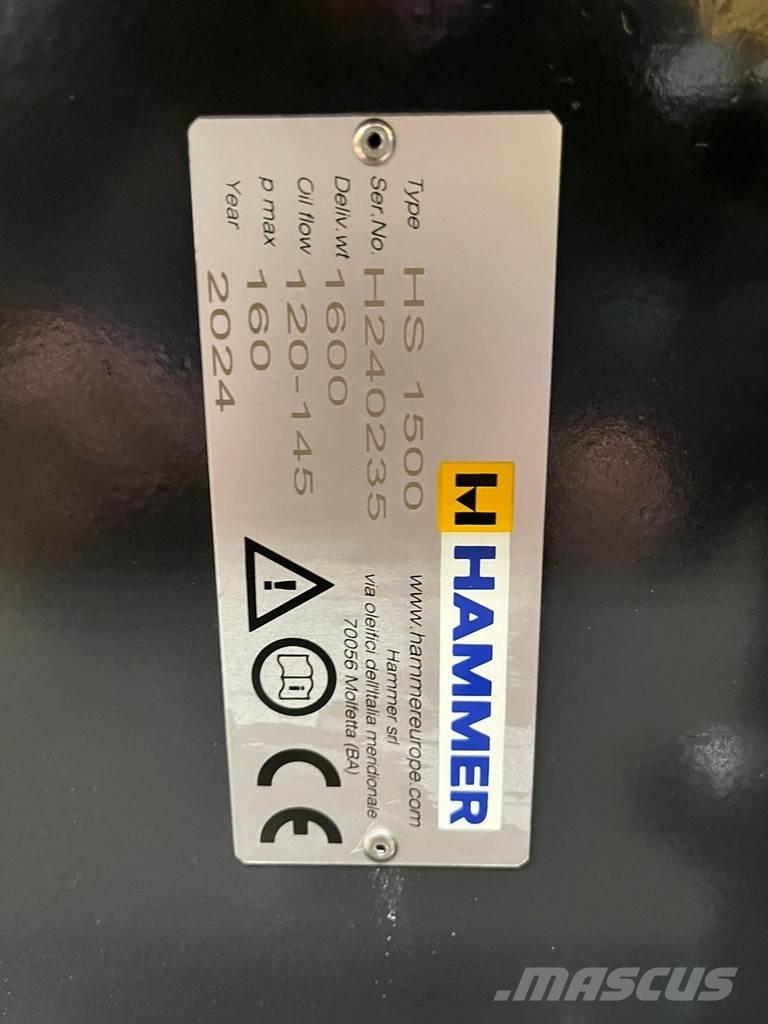 HAMMER
Type HS 1500
Ser.No. H240235
Deliv.wt 1600
Oil flow 120-145
p max 160
Year 2024
www.hammereurope.com
Hammer srl
via oleifici dell'Italia meridionale
70056 Molfetta (BA)
CE
.mascus